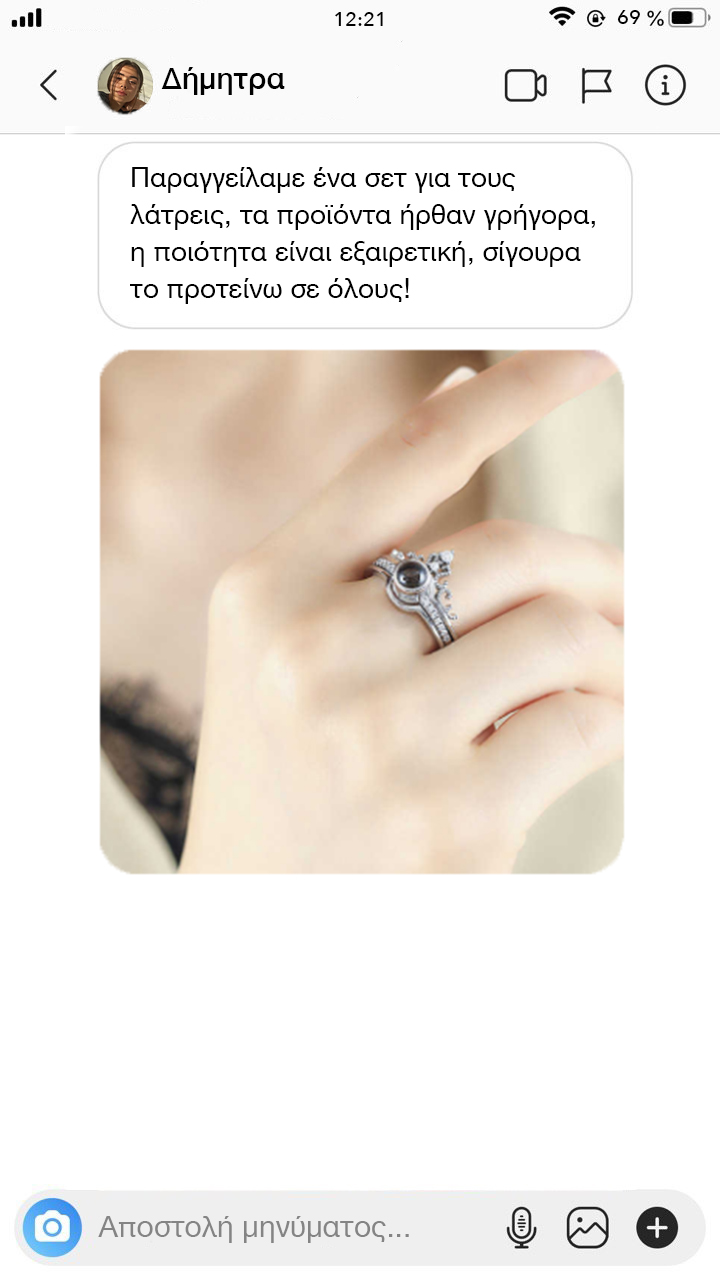 12:21
69 %
Δήμητρα
Παραγγείλαμε ένα σετ για τους
λάτρεις, τα προϊόντα ήρθαν γρήγορα,
η ποιότητα είναι εξαιρετική, σίγουρα
το προτείνω σε όλους!
Αποστολή μηνύματος...